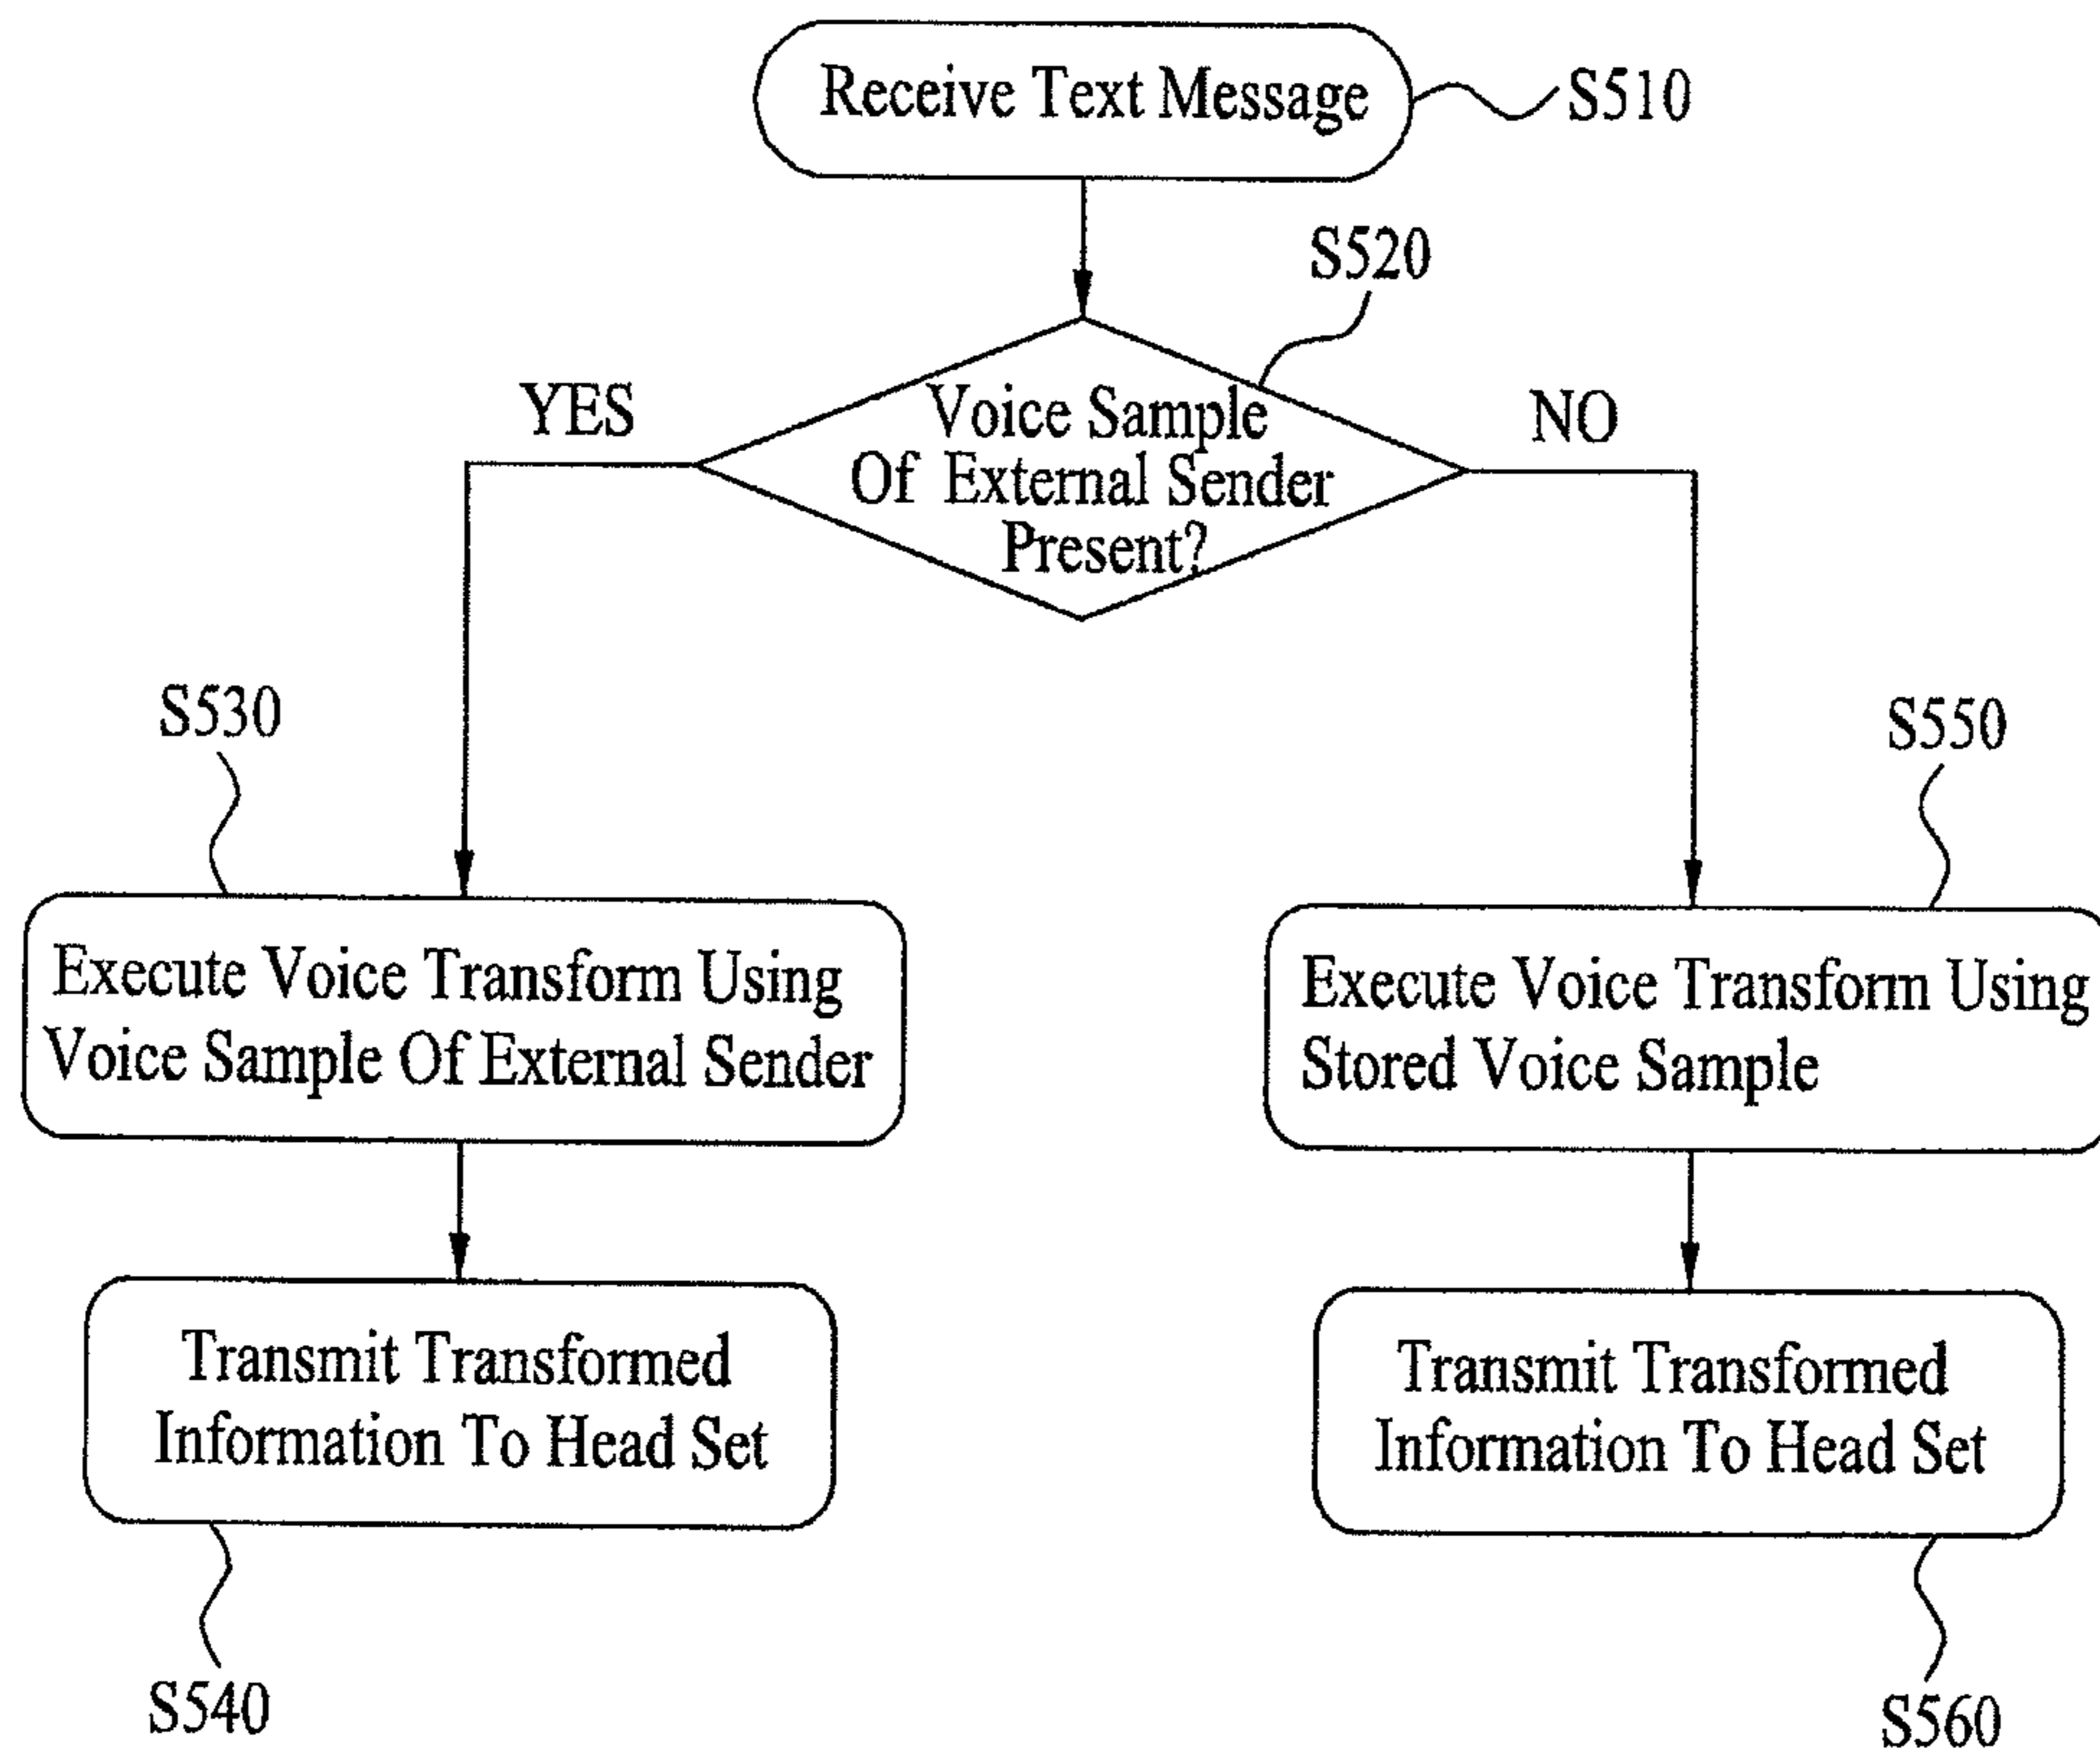 Receive Text Message
S510
S520
YES
Voice Sample
Of External Sender
Present?
NO
S530
S550
Execute Voice Transform Using
Voice Sample Of External Sender
Execute Voice Transform Using
Stored Voice Sample
Transmit Transformed
Information To Head Set
Transmit Transformed
Information To Head Set
S540
S560